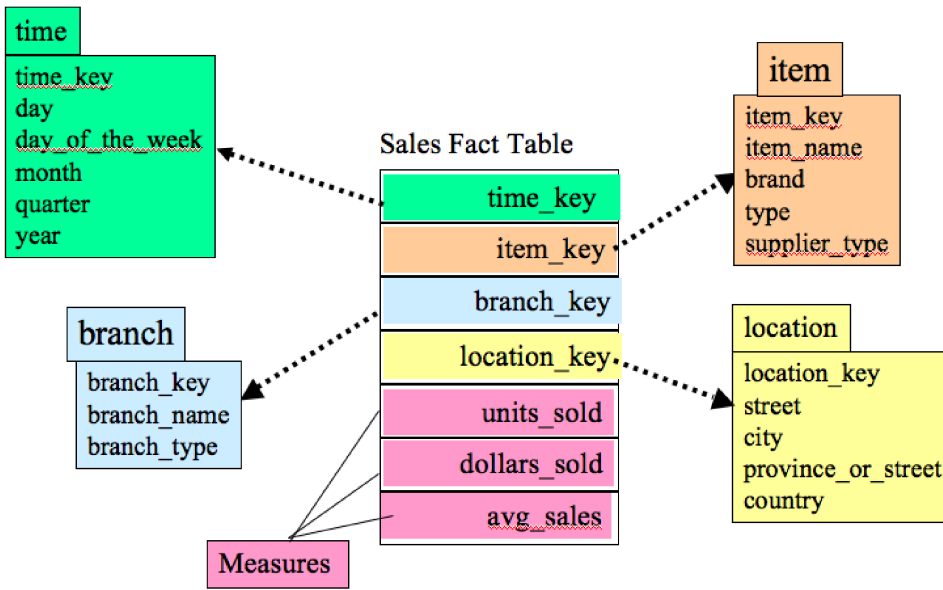 time
time_key
day
day_of_the_week
month
quarter
year
item
item_key
item_name
brand
type
supplier_type
Sales Fact Table
time_key
item_key
branch_key
location_key
units_sold
dollars_sold
avg_sales
branch
branch_key
branch_name
branch_type
location
location_key
street
city
province_or_street
country
Measures